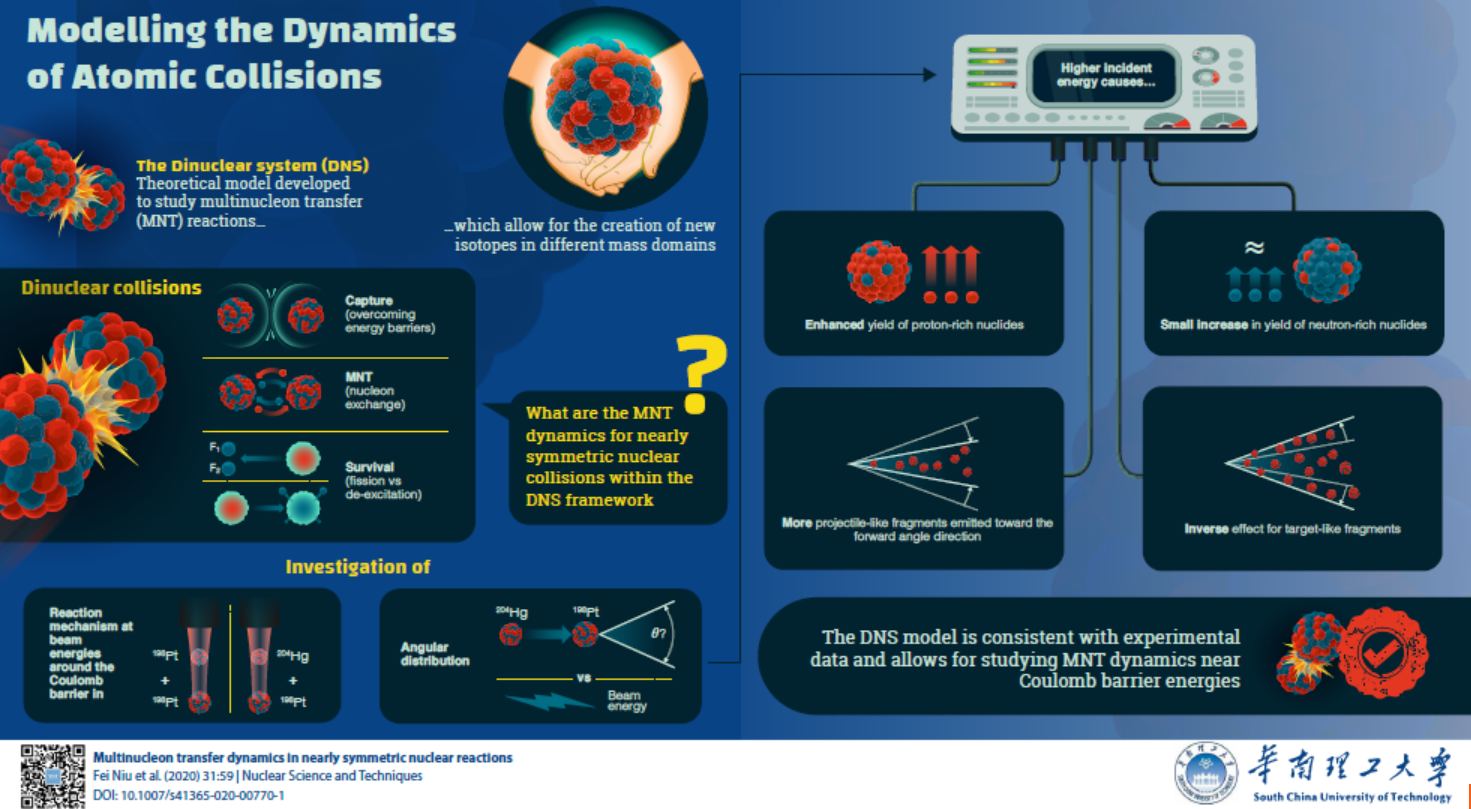 Modelling the Dynamics
of Atomic Collisions
The Dinuclear system (DNS)
Theoretical model developed
to study multinucleon transfer
(MNT) reactions...
...which allow for the creation of new
isotopes in different mass domains
Dinuclear collisions
Capture
(overcoming
energy barriers)
MNT
(nucleon
exchange)
F₁
F₂
Survival
(fission vs
de-excitation)
?
What are the MNT
dynamics for nearly
symmetric nuclear
collisions within the
DNS framework
Investigation of
Reaction
mechanism at
beam
energies
around the
Coulomb
barrier in
¹⁹⁸Pt
+
¹⁹⁸Pt
²⁰⁴Hg
+
¹⁹⁸Pt
Angular
distribution
²⁰⁴Hg
¹⁹⁸Pt
θ?
vs
Beam
energy
Higher incident
energy causes...
Enhanced yield of proton-rich nuclides
≈
Small increase in yield of neutron-rich nuclides
More projectile-like fragments emitted toward the
forward angle direction
Inverse effect for target-like fragments
The DNS model is consistent with experimental
data and allows for studying MNT dynamics near
Coulomb barrier energies
Multinucleon transfer dynamics in nearly symmetric nuclear reactions
Fei Niu et al. (2020) 31:59 | Nuclear Science and Techniques
DOI: 10.1007/s41365-020-00770-1
华南理工大学
South China University of Technology